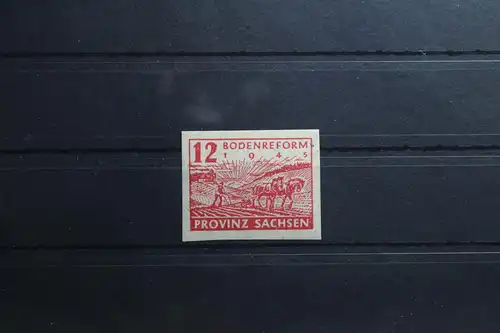 12 BODENREFORM
1945
PROVINZ SACHSEN